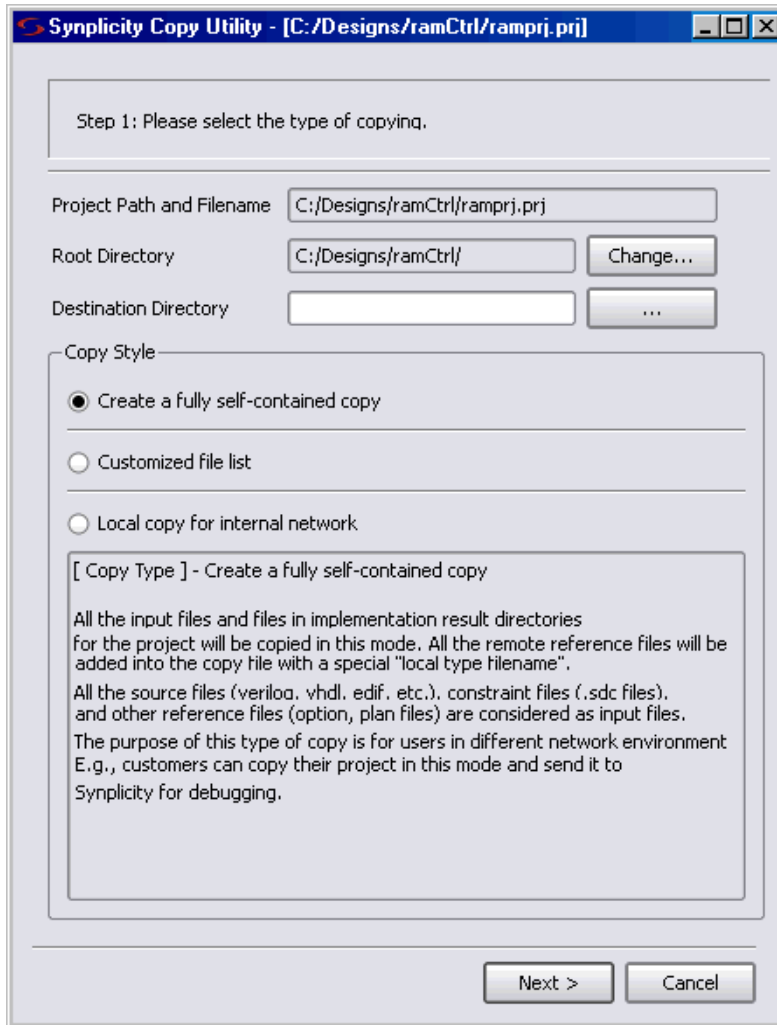 Synplicity Copy Utility - [C:/Designs/ramCtrl/ramprj.prj]
Step 1: Please select the type of copying.
Project Path and Filename C:/Designs/ramCtrl/ramprj.prj
Root Directory C:/Designs/ramCtrl/ Change...
Destination Directory ...
Copy Style
Create a fully self-contained copy
Customized file list
Local copy for internal network
[ Copy Type ] - Create a fully self-contained copy
All the input files and files in implementation result directories
for the project will be copied in this mode. All the remote reference files will be
added into the copy file with a special "local type filename".
All the source files (verilog, vhdl, edif, etc.), constraint files (.sdc files),
and other reference files (option, plan files) are considered as input files.
The purpose of this type of copy is for users in different network environment
E.g., customers can copy their project in this mode and send it to
Synplicity for debugging.
Next > Cancel